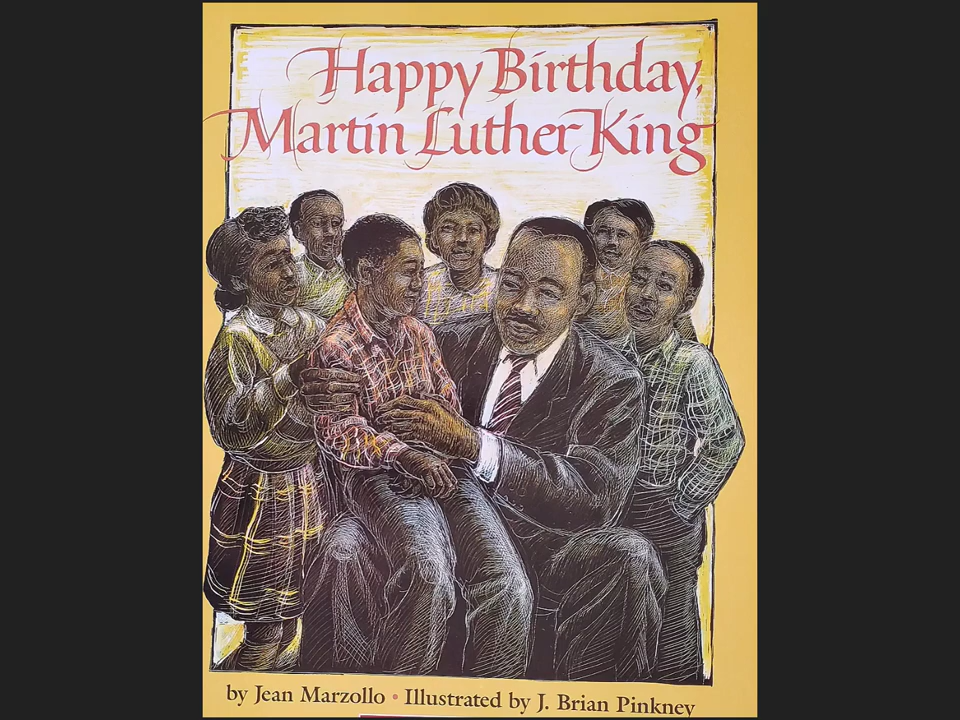 Happy Birthday,
Martin Luther King
by Jean Marzollo • Illustrated by J. Brian Pinkney